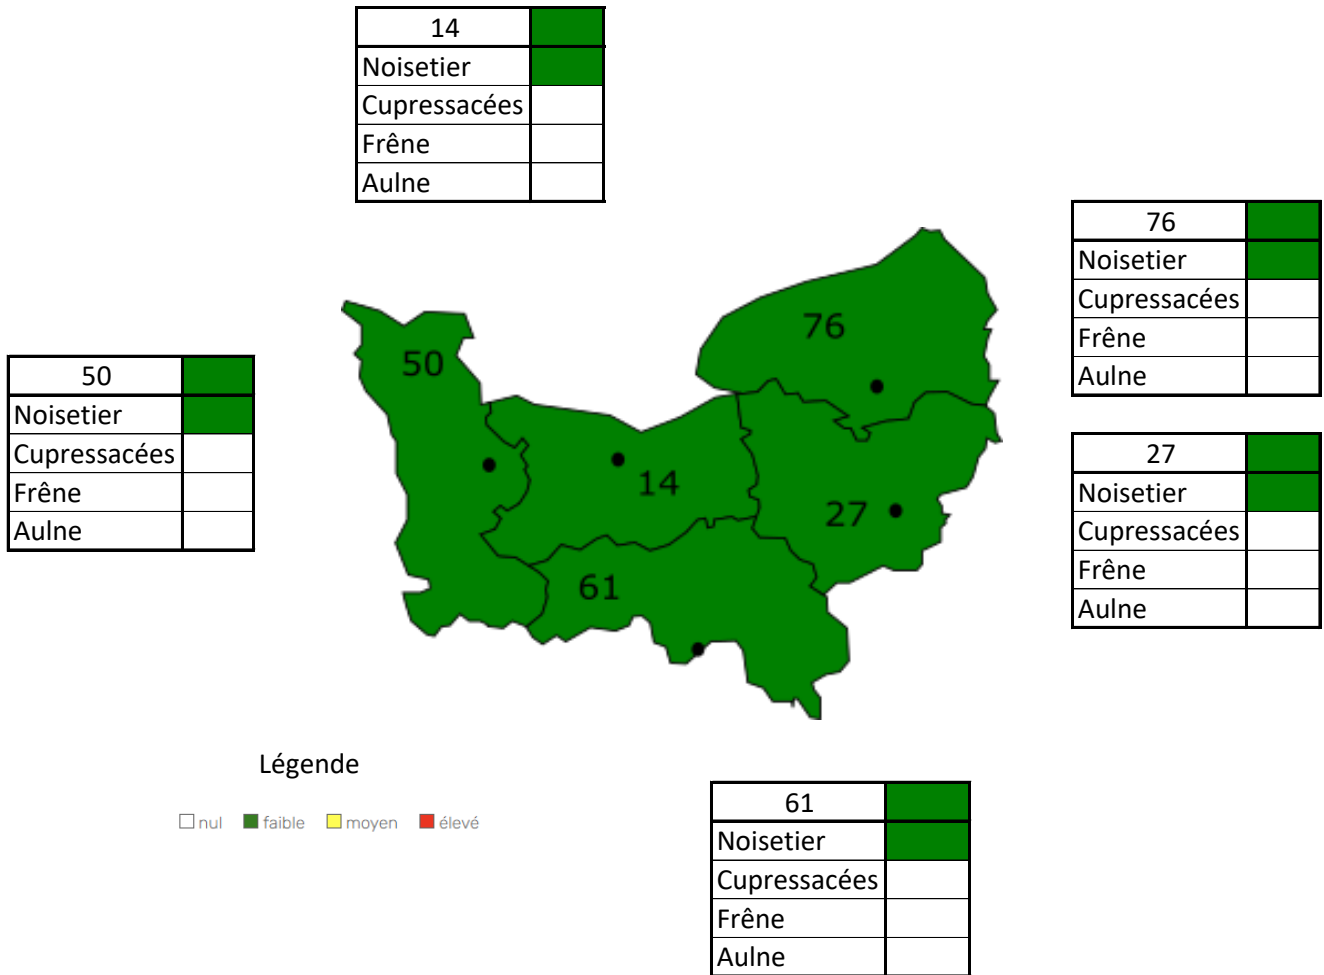 14
Noisetier
Cupressacées
Frêne
Aulne
76
Noisetier
Cupressacées
Frêne
Aulne
50
Noisetier
Cupressacées
Frêne
Aulne
27
Noisetier
Cupressacées
Frêne
Aulne
76
50
14
27
61
Légende
nul faible moyen élevé
61
Noisetier
Cupressacées
Frêne
Aulne